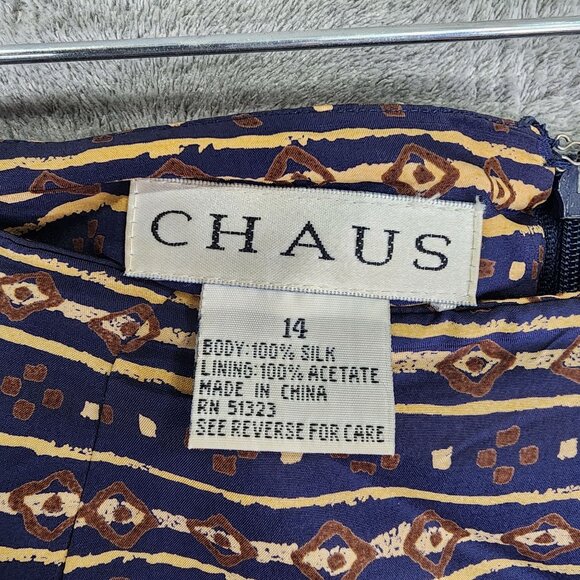 CHAUS
14
BODY:100% SILK
LINING:100% ACETATE
MADE IN CHINA
RN 51323
SEE REVERSE FOR CARE